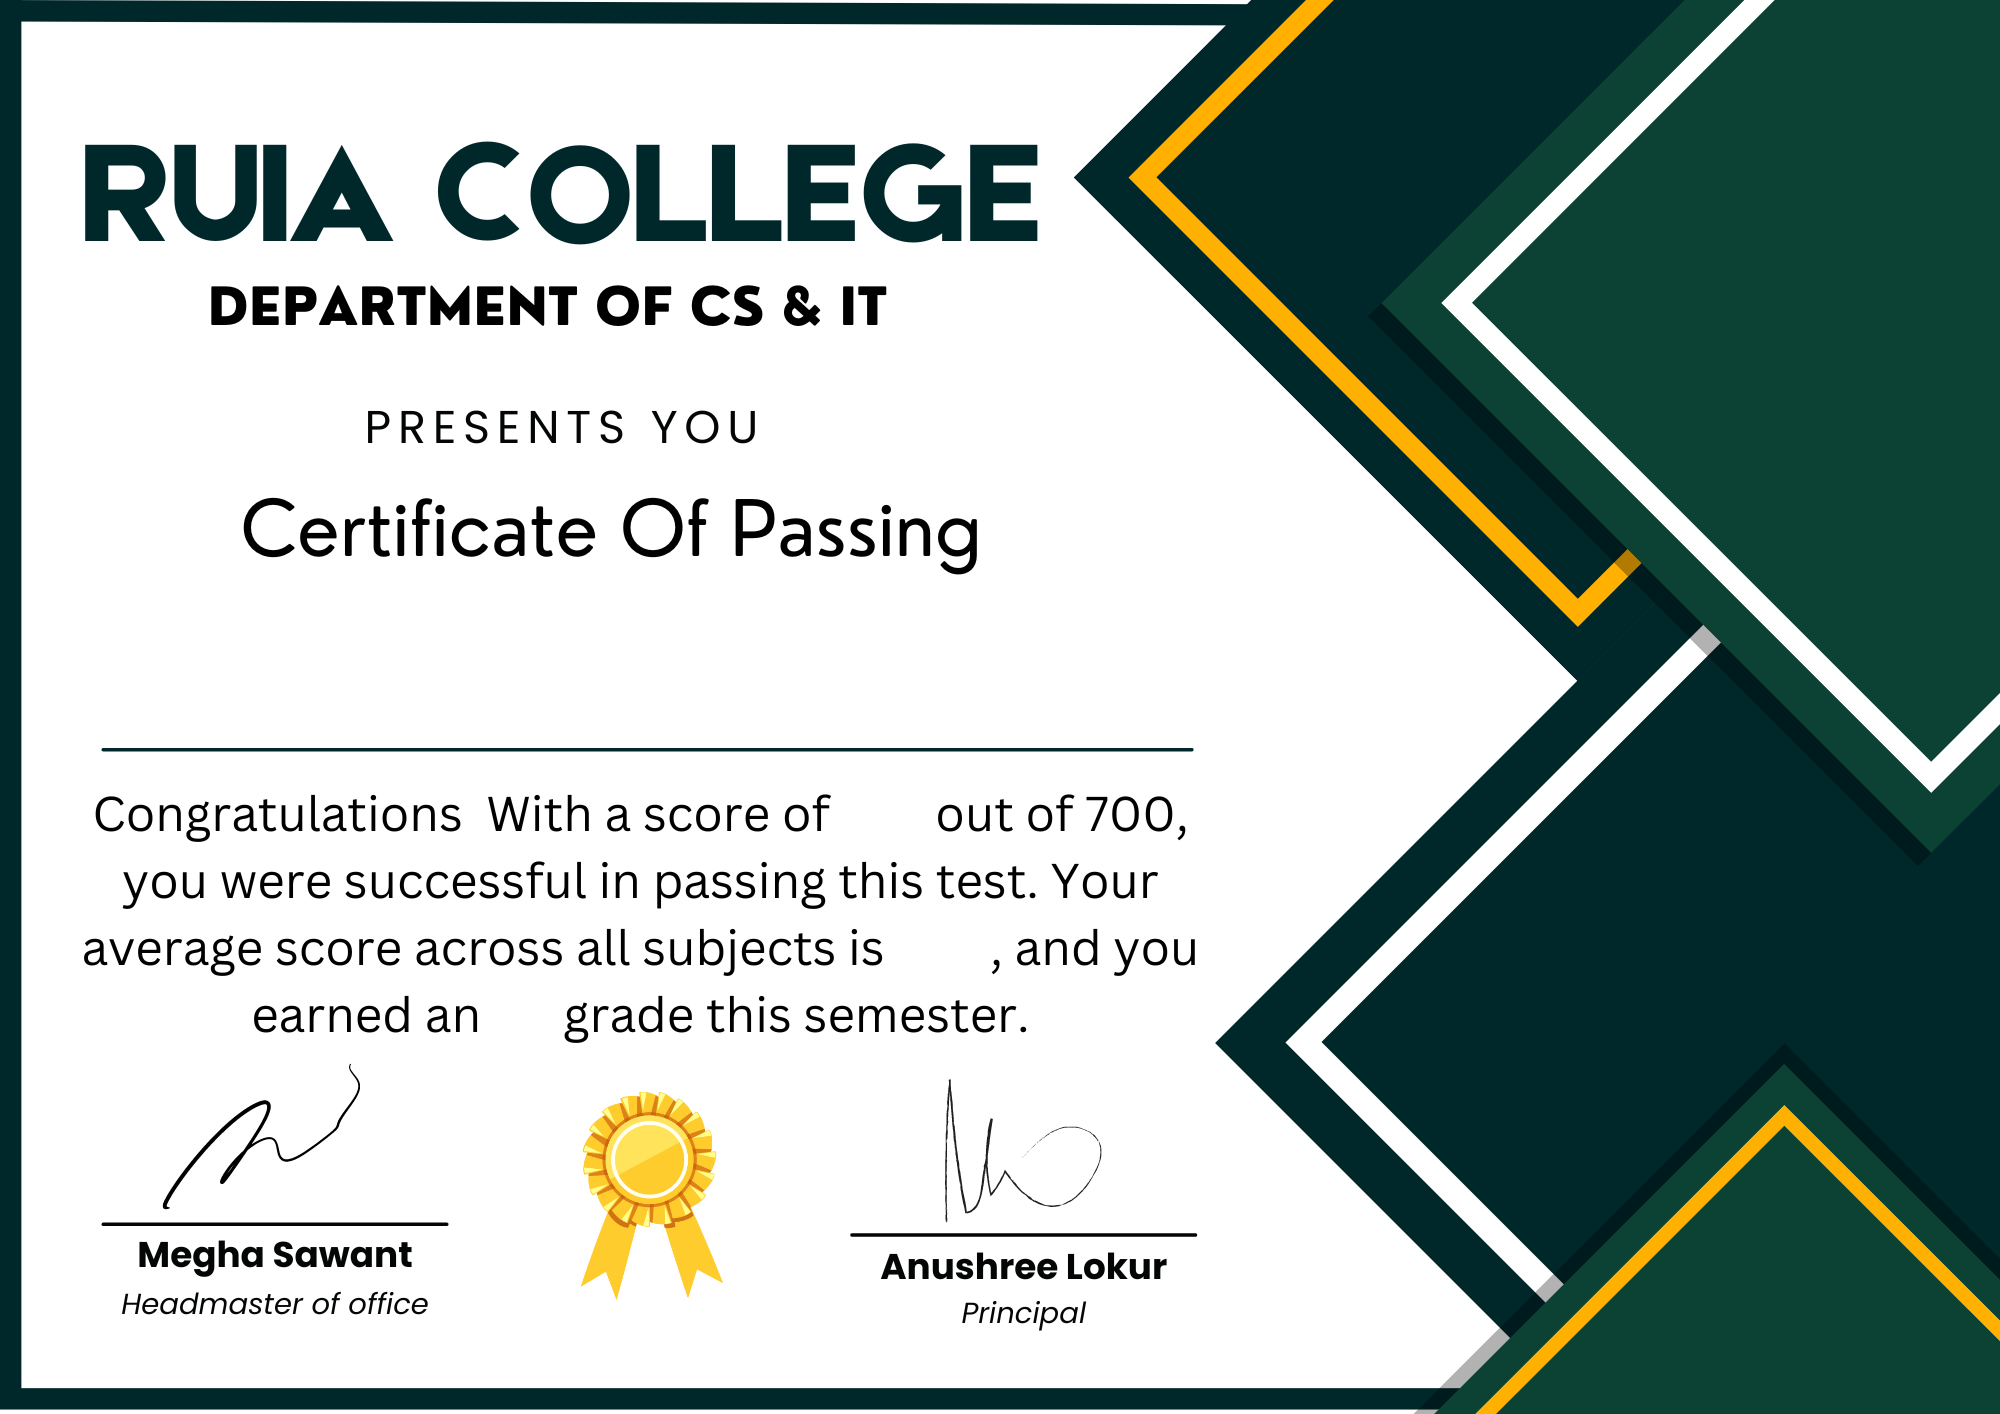 RUIA COLLEGE
DEPARTMENT OF CS & IT
PRESENTS YOU
Certificate Of Passing
Congratulations With a score of out of 700,
you were successful in passing this test. Your
average score across all subjects is , and you
earned an grade this semester.
Megha Sawant
Headmaster of office
Anushree Lokur
Principal